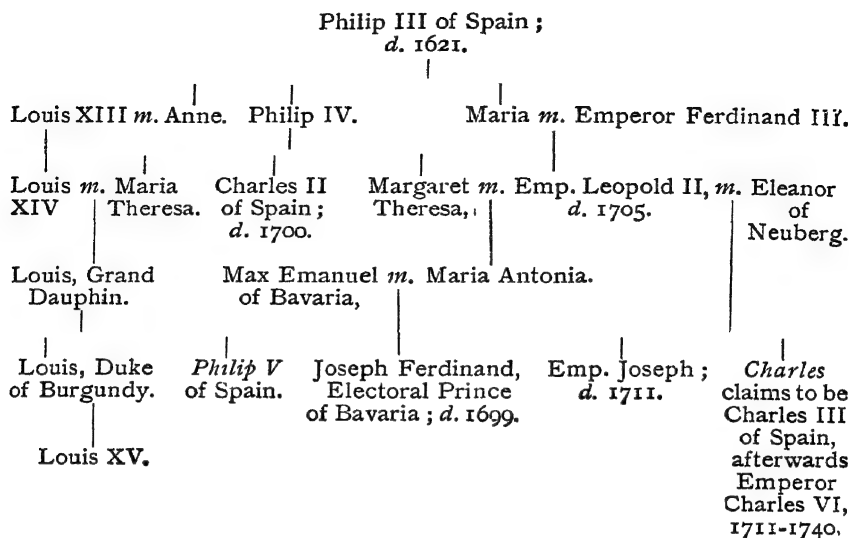 Philip III of Spain ;
d. 1621.
Louis XIII m. Anne. Philip IV. Maria m. Emperor Ferdinand III.
Louis m. Maria Charles II Margaret m. Emp. Leopold II, m. Eleanor
XIV Theresa. of Spain ; Theresa, d. 1705. of
d. 1700. Neuberg.
Louis, Grand Max Emanuel m. Maria Antonia.
Dauphin. of Bavaria,
Louis, Duke Philip V Joseph Ferdinand, Emp. Joseph ; Charles
of Burgundy. of Spain. Electoral Prince d. 1711. claims to be
of Bavaria ; d. 1699. Charles III
Louis XV. of Spain,
afterwards
Emperor
Charles VI,
1711-1740.